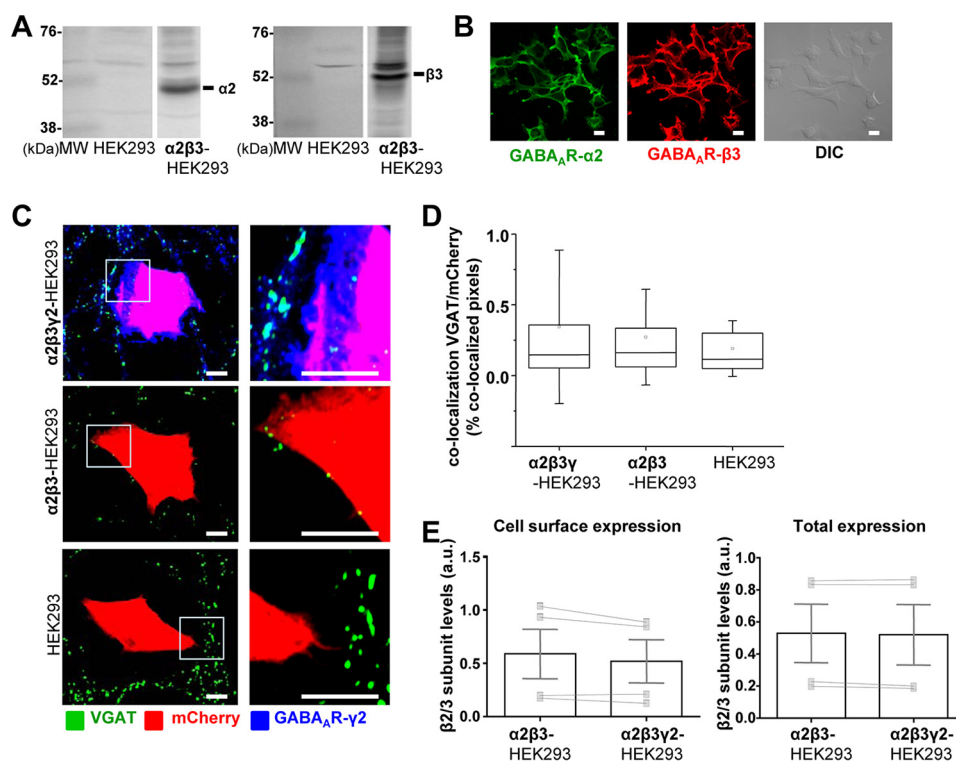 A
76-
52-
38-
(kDa)MW HEK293 α2β3-
HEK293
α2
76-
52-
38-
(kDa)MW HEK293 α2β3-
HEK293
β3
B
GABAAR-α2
GABAAR-β3
DIC
C
α2β3γ2-HEK293
α2β3-HEK293
HEK293
VGAT
mCherry
GABAAR-γ2
D
co-localization VGAT/mCherry
(% co-localized pixels)
1.0
0.5
0.0
α2β3γ
-HEK293
α2β3
-HEK293
HEK293
E
Cell surface expression
β2/3 subunit levels (a.u.)
1.5
1.0
0.5
0.0
α2β3-
HEK293
α2β3γ2-
HEK293
Total expression
β2/3 subunit levels (a.u.)
1.0
0.8
0.6
0.4
0.2
0.0
α2β3-
HEK293
α2β3γ2-
HEK293